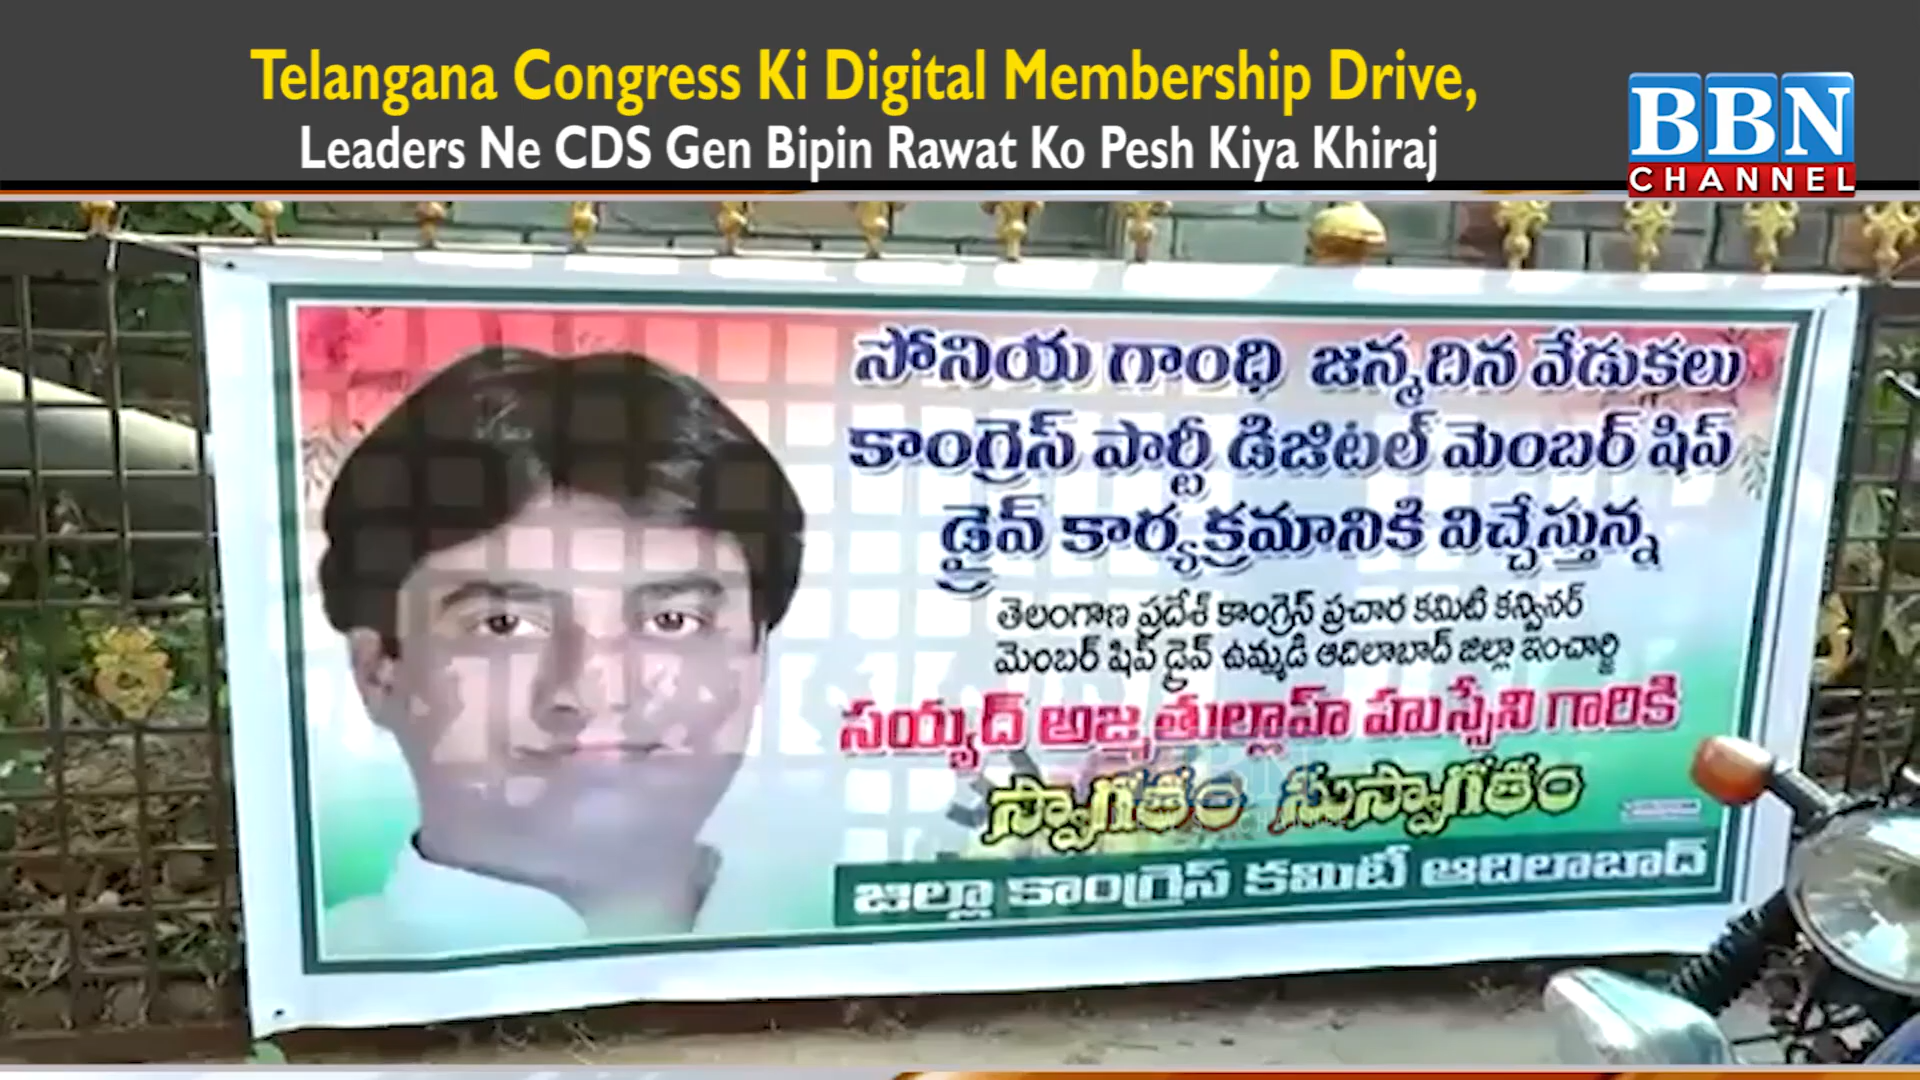 Telangana Congress Ki Digital Membership Drive,
Leaders Ne CDS Gen Bipin Rawat Ko Pesh Kiya Khiraj
BBN
CHANNEL
సోనియ గాంధి జన్మదిన వేడుకలు
కాంగ్రెస్ పార్టీ డిజిటల్ మెంబర్ షిప్
డ్రైవ్ కార్యక్రమానికి విచ్చేస్తున్న
తెలంగాణ ప్రదేశ్ కాంగ్రెస్ ప్రచార కమిటి కన్వినర్
మెంబర్ షిప్ డ్రైవ్ ఉమ్మడి ఆదిలాబాద్ జిల్లా ఇంచార్జి
సయ్యద్ అజ్మతుల్లాహ్ హుస్సేని గారికి
స్వాగతం సుస్వాగతం
జిల్లా కాంగ్రెస్ కమిటీ ఆదిలాబాద్